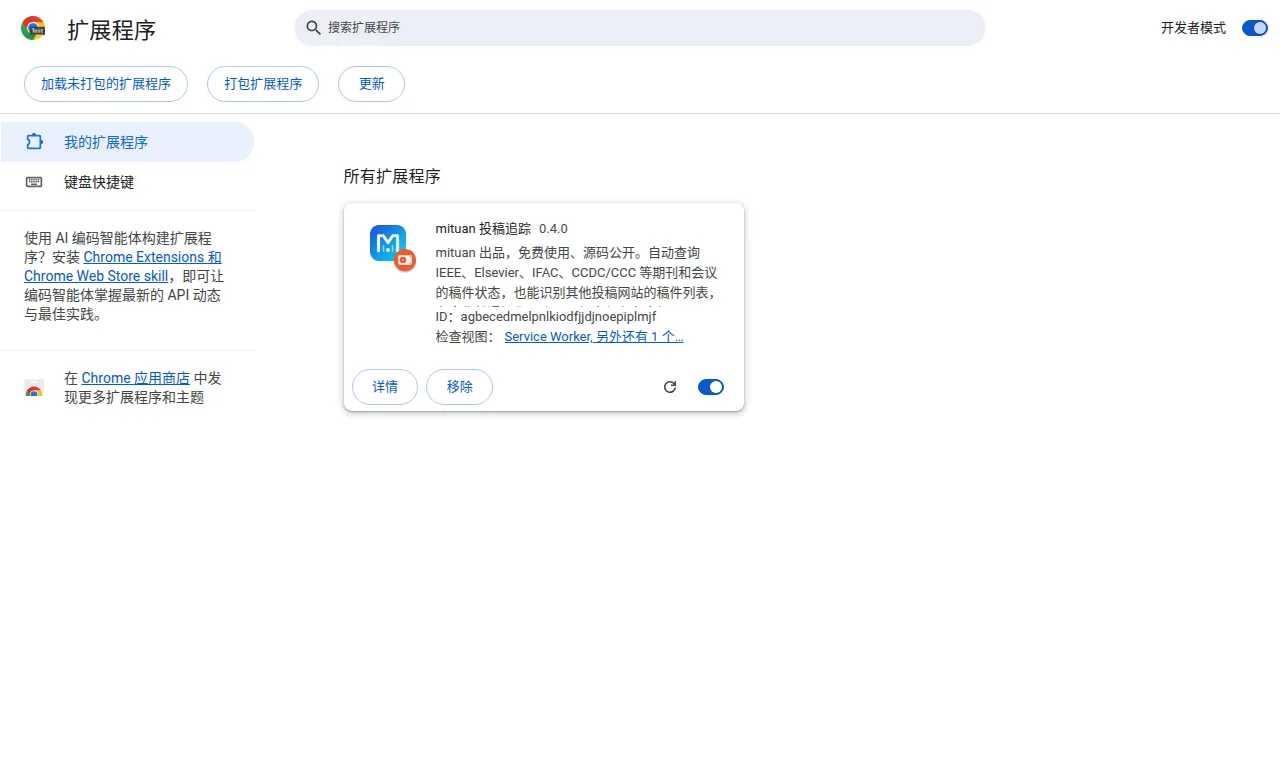 扩展程序
搜索扩展程序
开发者模式
加载未打包的扩展程序
打包扩展程序
更新
我的扩展程序
键盘快捷键
使用 AI 编码智能体构建扩展程
序？安装 Chrome Extensions 和
Chrome Web Store skill，即可让
编码智能体掌握最新的 API 动态
与最佳实践。
在 Chrome 应用商店 中发
现更多扩展程序和主题
所有扩展程序
mituan 投稿追踪 0.4.0
mituan 出品，免费使用、源码公开。自动查询
IEEE、Elsevier、IFAC、CCDC/CCC 等期刊和会议
的稿件状态，也能识别其他投稿网站的稿件列表，
ID：agbecedmelpnlkiodfjjdjnoepiplmjf
检查视图： Service Worker, 另外还有 1 个…
详情
移除